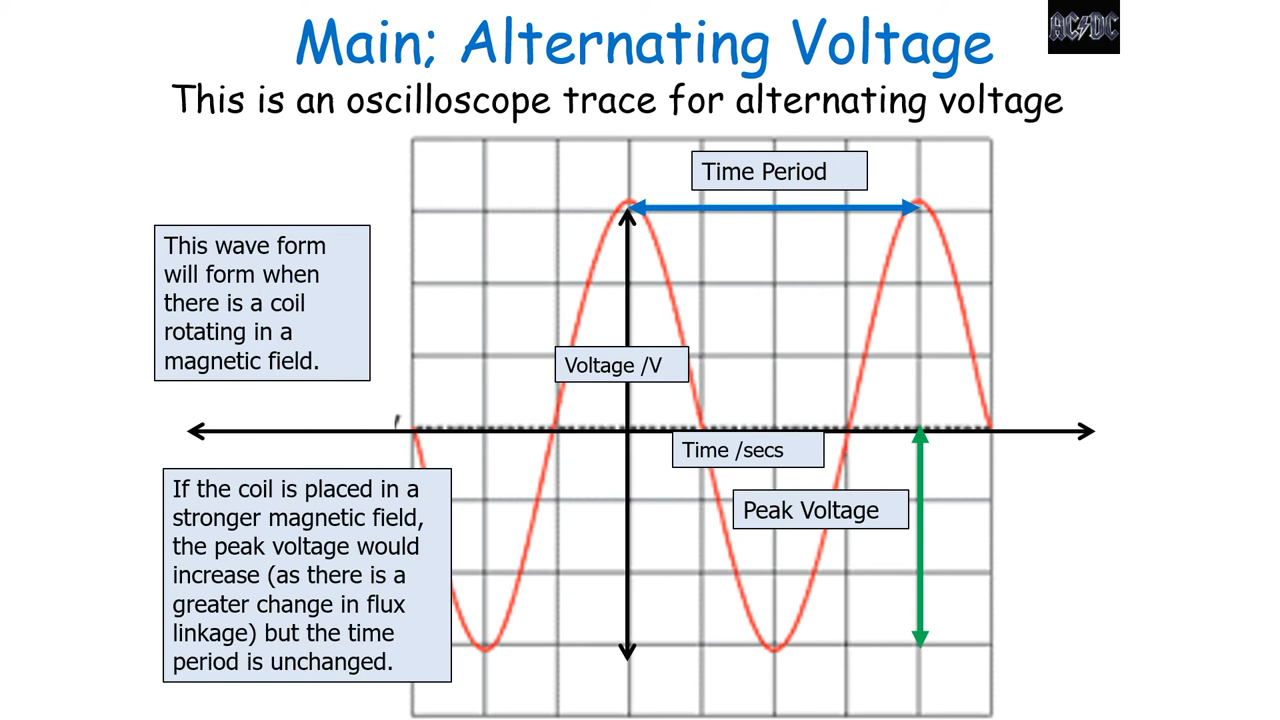 Main; Alternating Voltage
AC/DC
This is an oscilloscope trace for alternating voltage
Time Period
This wave form
will form when
there is a coil
rotating in a
magnetic field.
Voltage /V
Time /secs
If the coil is placed in a
stronger magnetic field,
the peak voltage would
increase (as there is a
greater change in flux
linkage) but the time
period is unchanged.
Peak Voltage